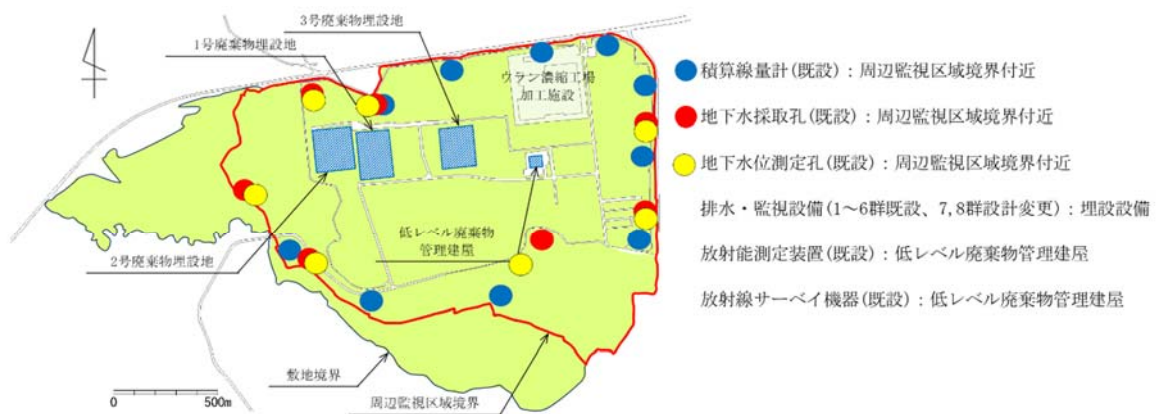 3号廃棄物埋設地
1号廃棄物埋設地
ウラン濃縮工場
加工施設
低レベル廃棄物
管理建屋
2号廃棄物埋設地
敷地境界
周辺監視区域境界
0 500m
積算線量計(既設)：周辺監視区域境界付近
地下水採取孔(既設)：周辺監視区域境界付近
地下水位測定孔(既設)：周辺監視区域境界付近
排水・監視設備(1～6群既設、7,8群設計変更)：埋設設備
放射能測定装置(既設)：低レベル廃棄物管理建屋
放射線サーベイ機器(既設)：低レベル廃棄物管理建屋